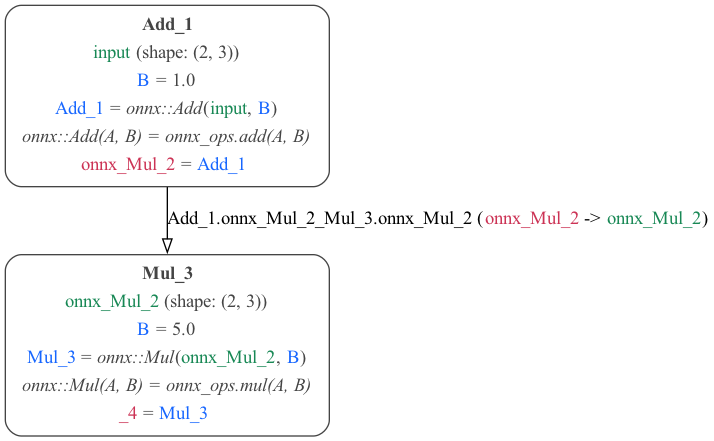 Add_1
input (shape: (2, 3))
B = 1.0
Add_1 = onnx::Add(input, B)
onnx::Add(A, B) = onnx_ops.add(A, B)
onnx_Mul_2 = Add_1
Add_1.onnx_Mul_2_Mul_3.onnx_Mul_2 (onnx_Mul_2 -> onnx_Mul_2)
Mul_3
onnx_Mul_2 (shape: (2, 3))
B = 5.0
Mul_3 = onnx::Mul(onnx_Mul_2, B)
onnx::Mul(A, B) = onnx_ops.mul(A, B)
_4 = Mul_3